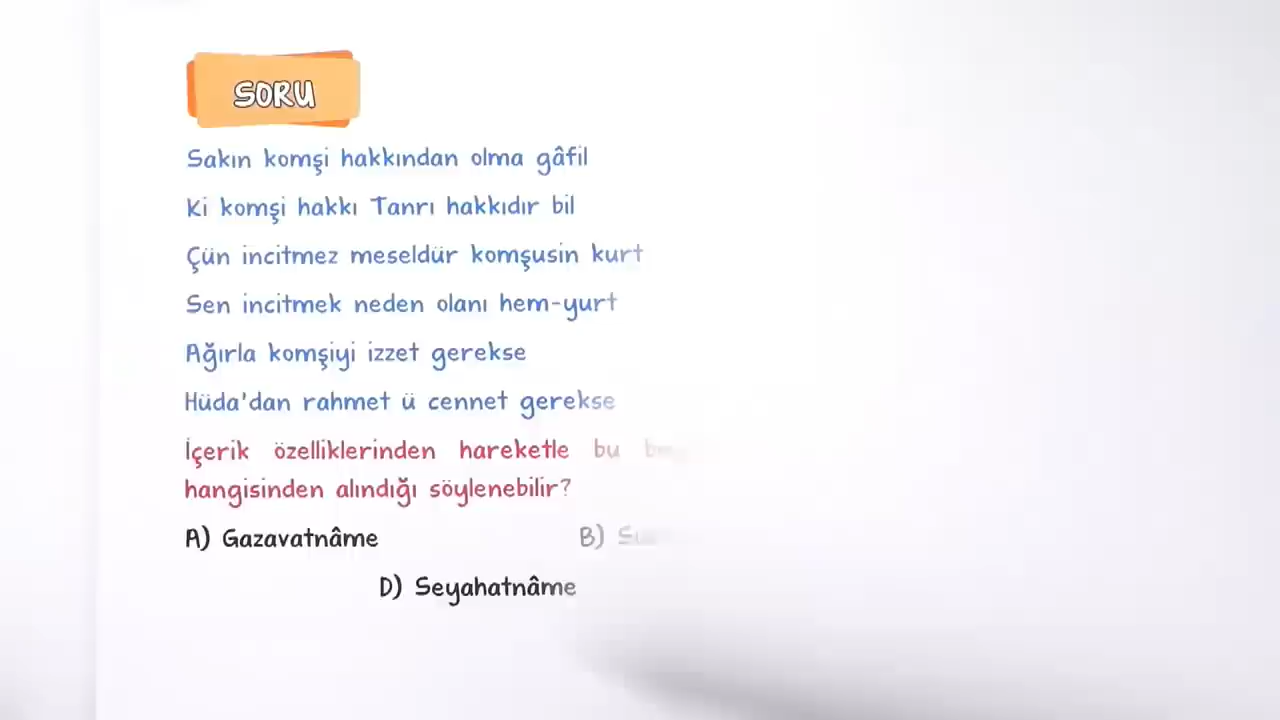 SORU
Sakın komşi hakkından olma gâfil
Ki komşi hakkı Tanrı hakkıdır bil
Çün incitmez meseldür komşusin kurt
Sen incitmek neden olanı hem-yurt
Ağırla komşiyi izzet gerekse
Hüda'dan rahmet ü cennet gerekse
İçerik özelliklerinden hareketle bu
hangisinden alındığı söylenebilir?
A) Gazavatnâme B)
D) Seyahatnâme